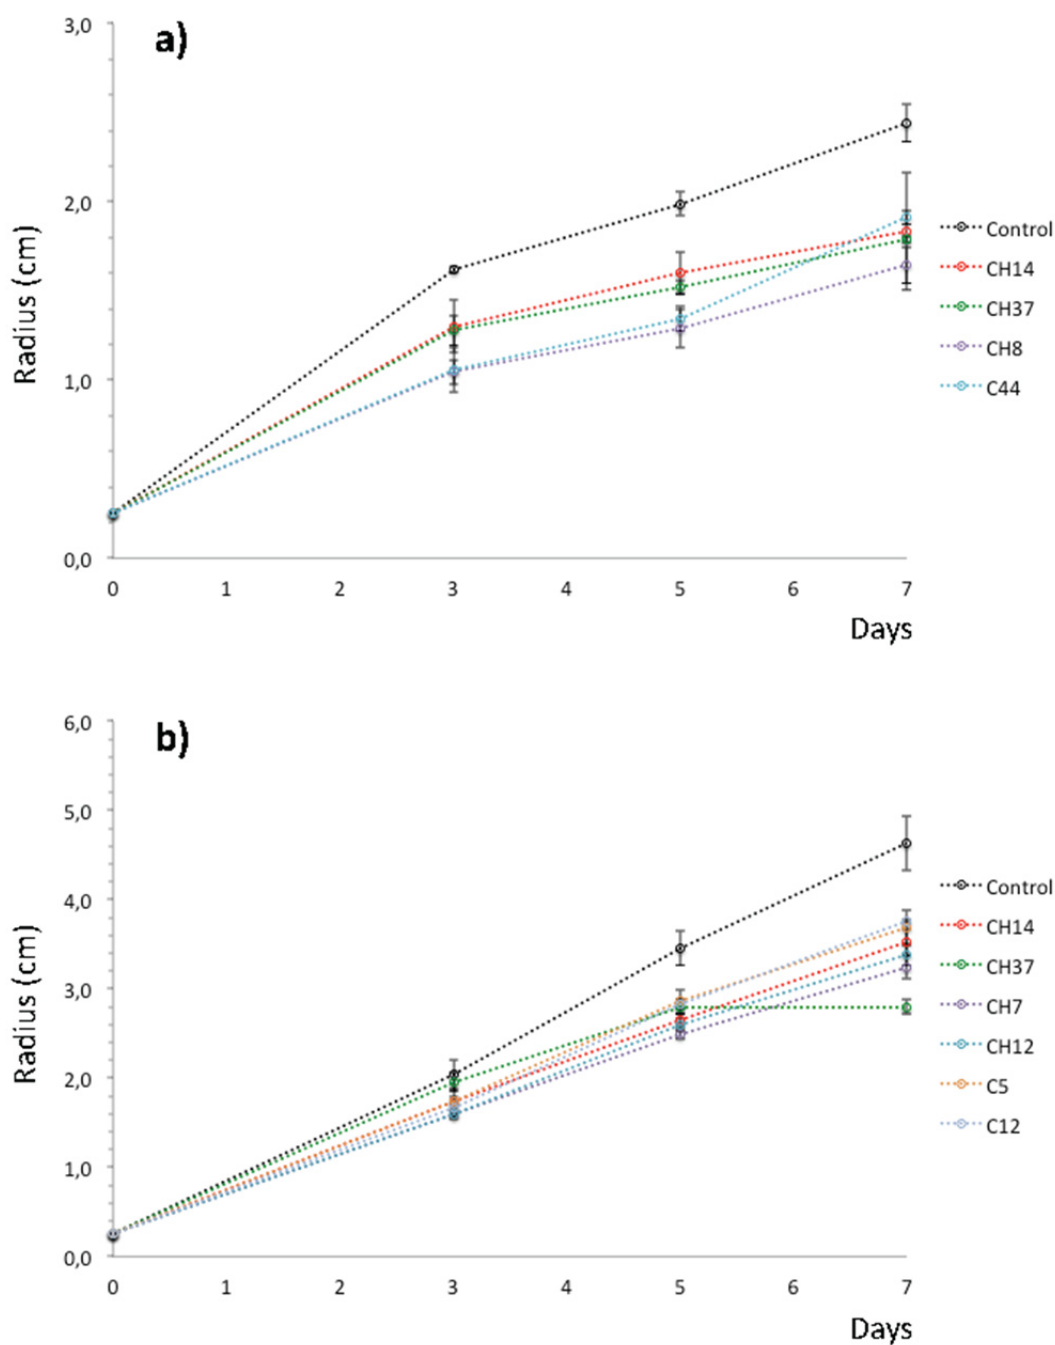 a)
3,0
2,0
1,0
0,0
Radius (cm)
0 1 2 3 4 5 6 7
Days
Control
CH14
CH37
CH8
C44
b)
6,0
5,0
4,0
3,0
2,0
1,0
0,0
Radius (cm)
0 1 2 3 4 5 6 7
Days
Control
CH14
CH37
CH7
CH12
C5
C12